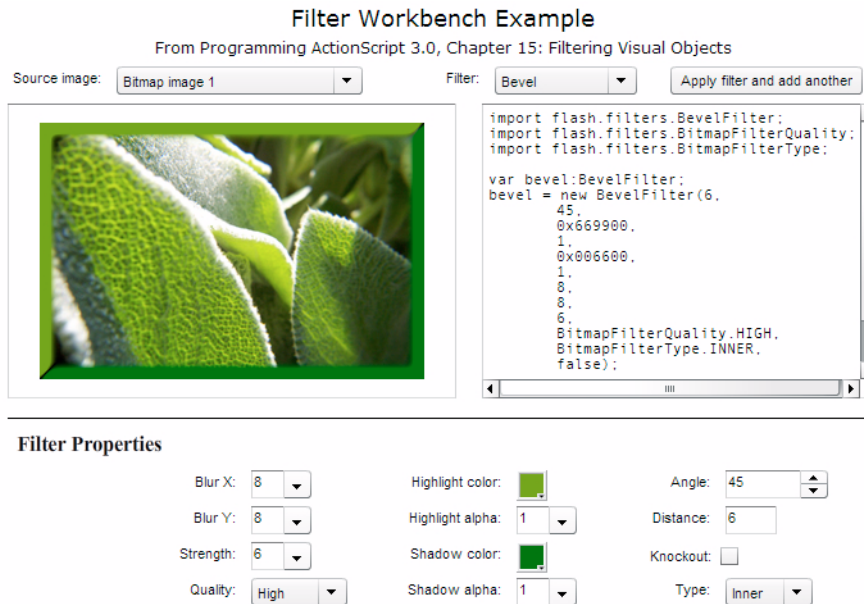 Filter Workbench Example
From Programming ActionScript 3.0, Chapter 15: Filtering Visual Objects
Source image: Bitmap image 1 Filter: Bevel Apply filter and add another
import flash.filters.BevelFilter;
import flash.filters.BitmapFilterQuality;
import flash.filters.BitmapFilterType;
var bevel:BevelFilter;
bevel = new BevelFilter(6,
45,
0x669900,
1,
0x006600,
1,
8,
8,
6,
BitmapFilterQuality.HIGH,
BitmapFilterType.INNER,
false);
Filter Properties
Blur X: 8 Highlight color: Angle: 45
Blur Y: 8 Highlight alpha: 1 Distance: 6
Strength: 6 Shadow color: Knockout:
Quality: High Shadow alpha: 1 Type: Inner